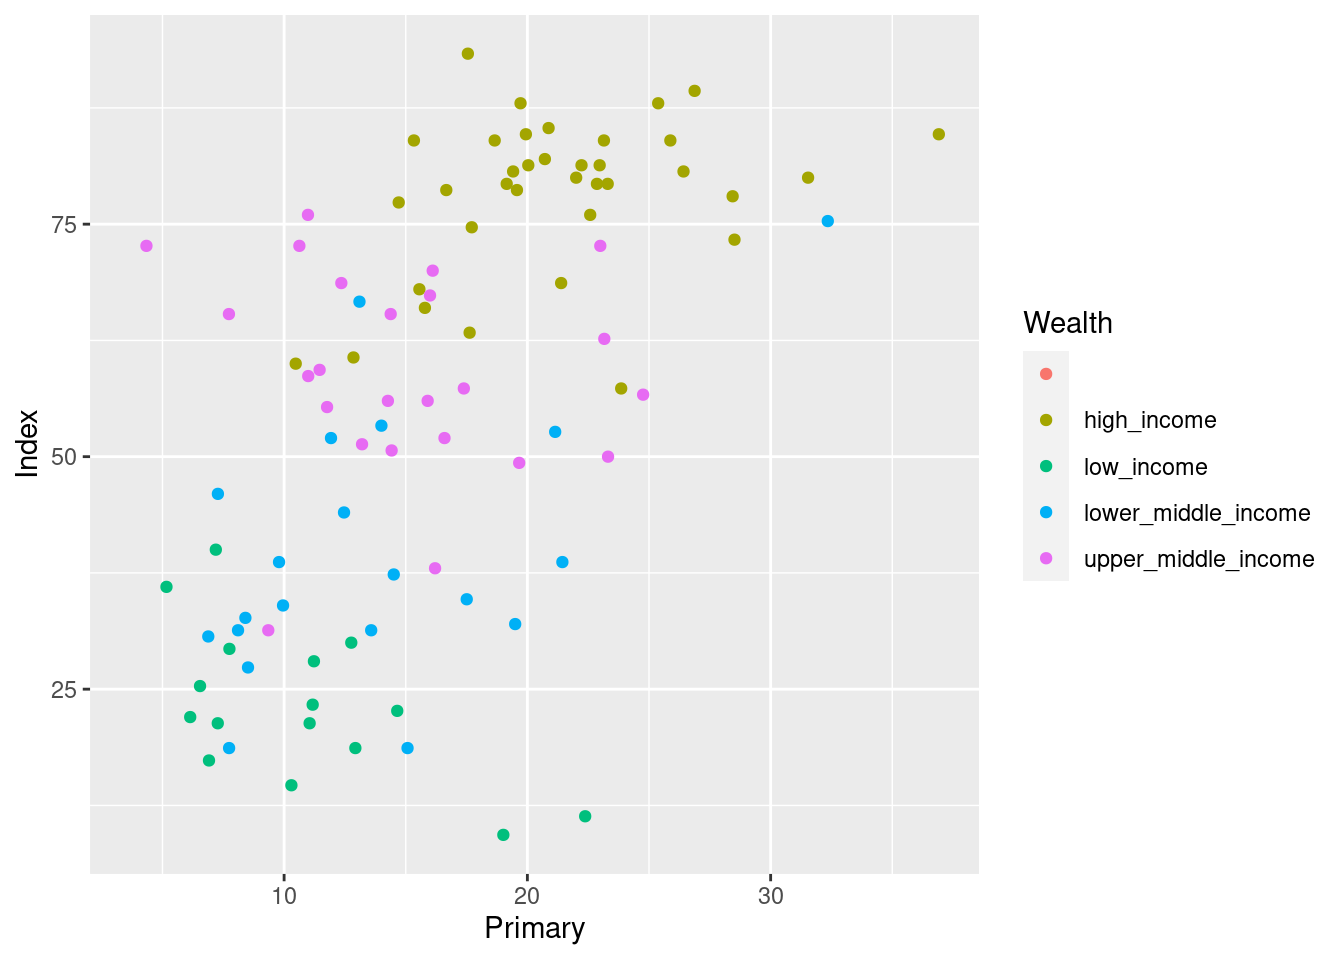 75
50
25
Index
10 20 30
Primary
Wealth
high_income
low_income
lower_middle_income
upper_middle_income